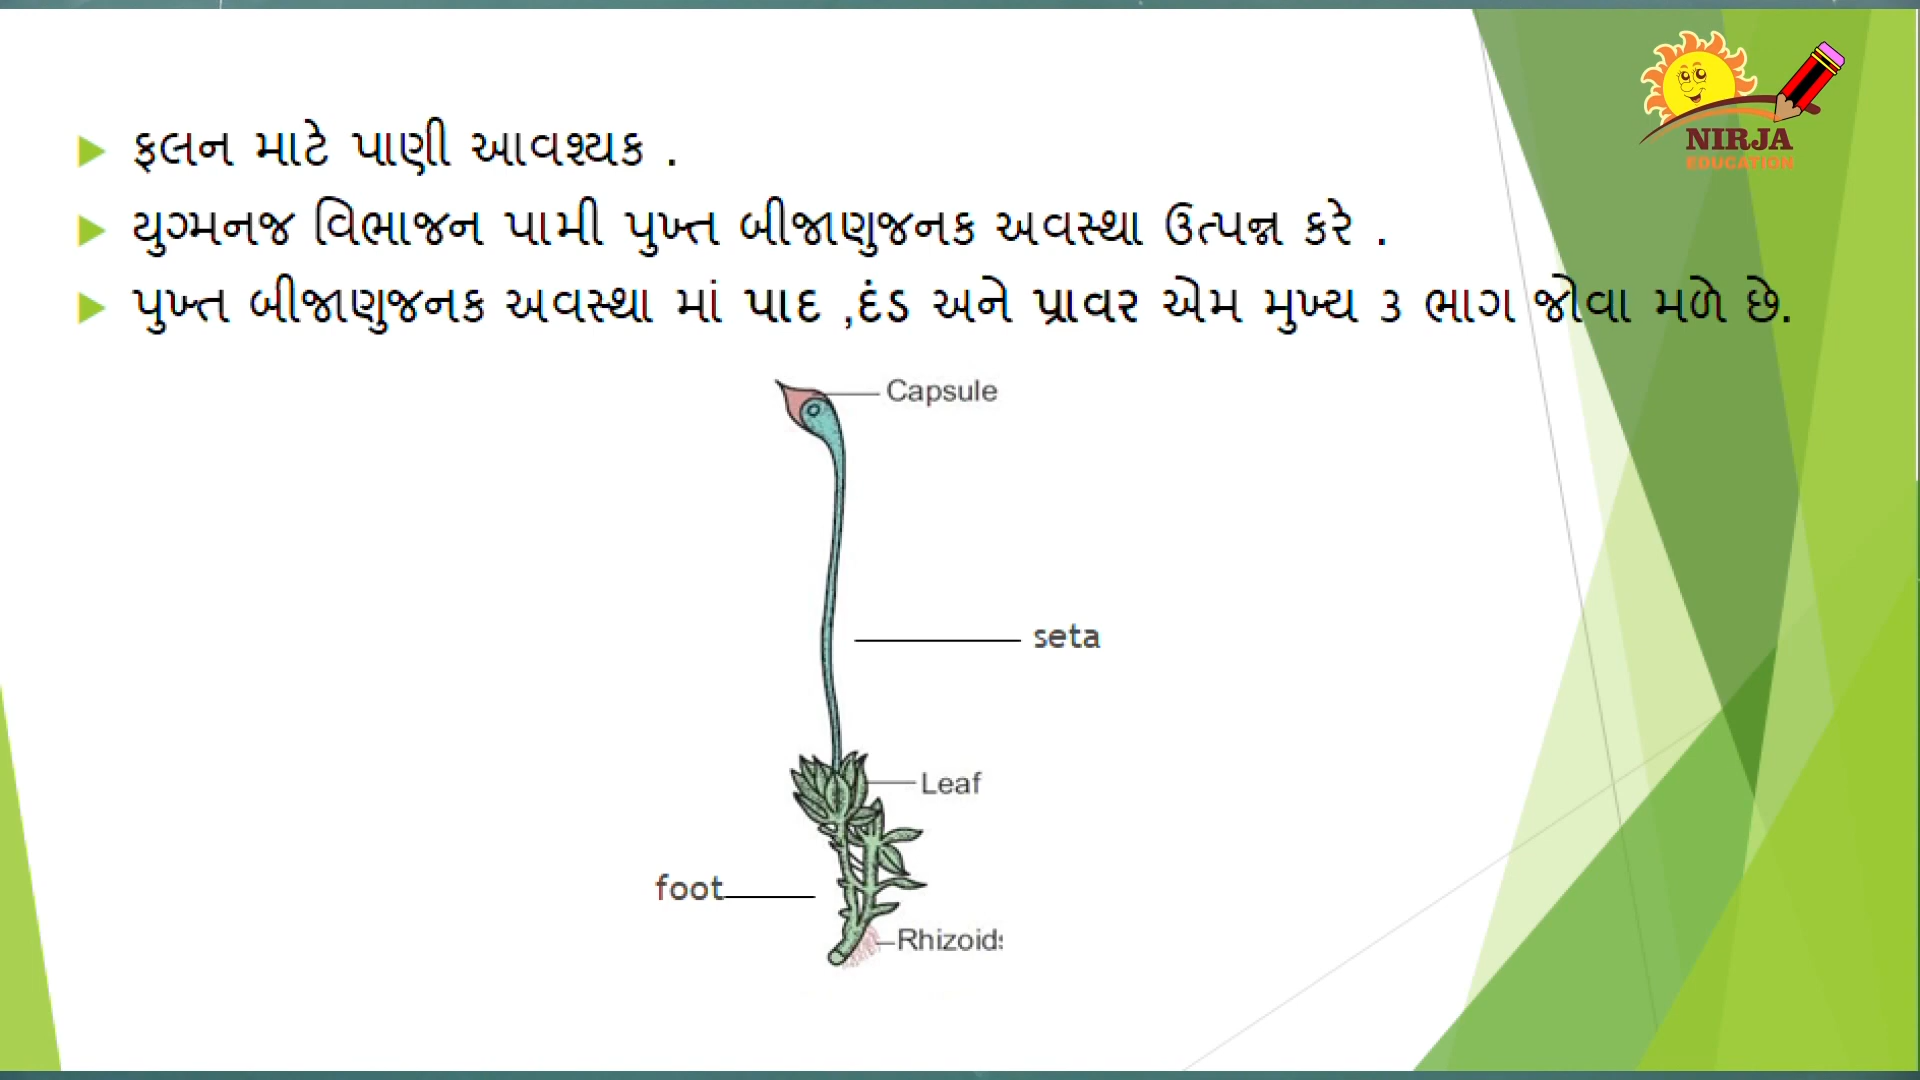 NIRJA
EDUCATION
ફલન માટે પાણી આવશ્યક .
યુગ્મનજ વિભાજન પામી પુખ્ત બીજાણુજનક અવસ્થા ઉત્પન્ન કરે .
પુખ્ત બીજાણુજનક અવસ્થા માં પાદ ,દંડ અને પ્રાવર એમ મુખ્ય ૩ ભાગ જોવા મળે છે.
Capsule
seta
Leaf
foot
Rhizoids